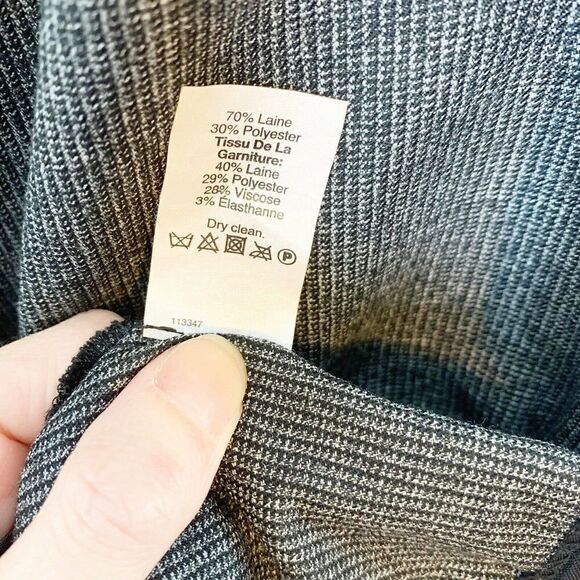 70% Laine
30% Polyester
Tissu De La
Garniture:
40% Laine
29% Polyester
28% Viscose
3% Élasthanne
Dry clean.
P
113347